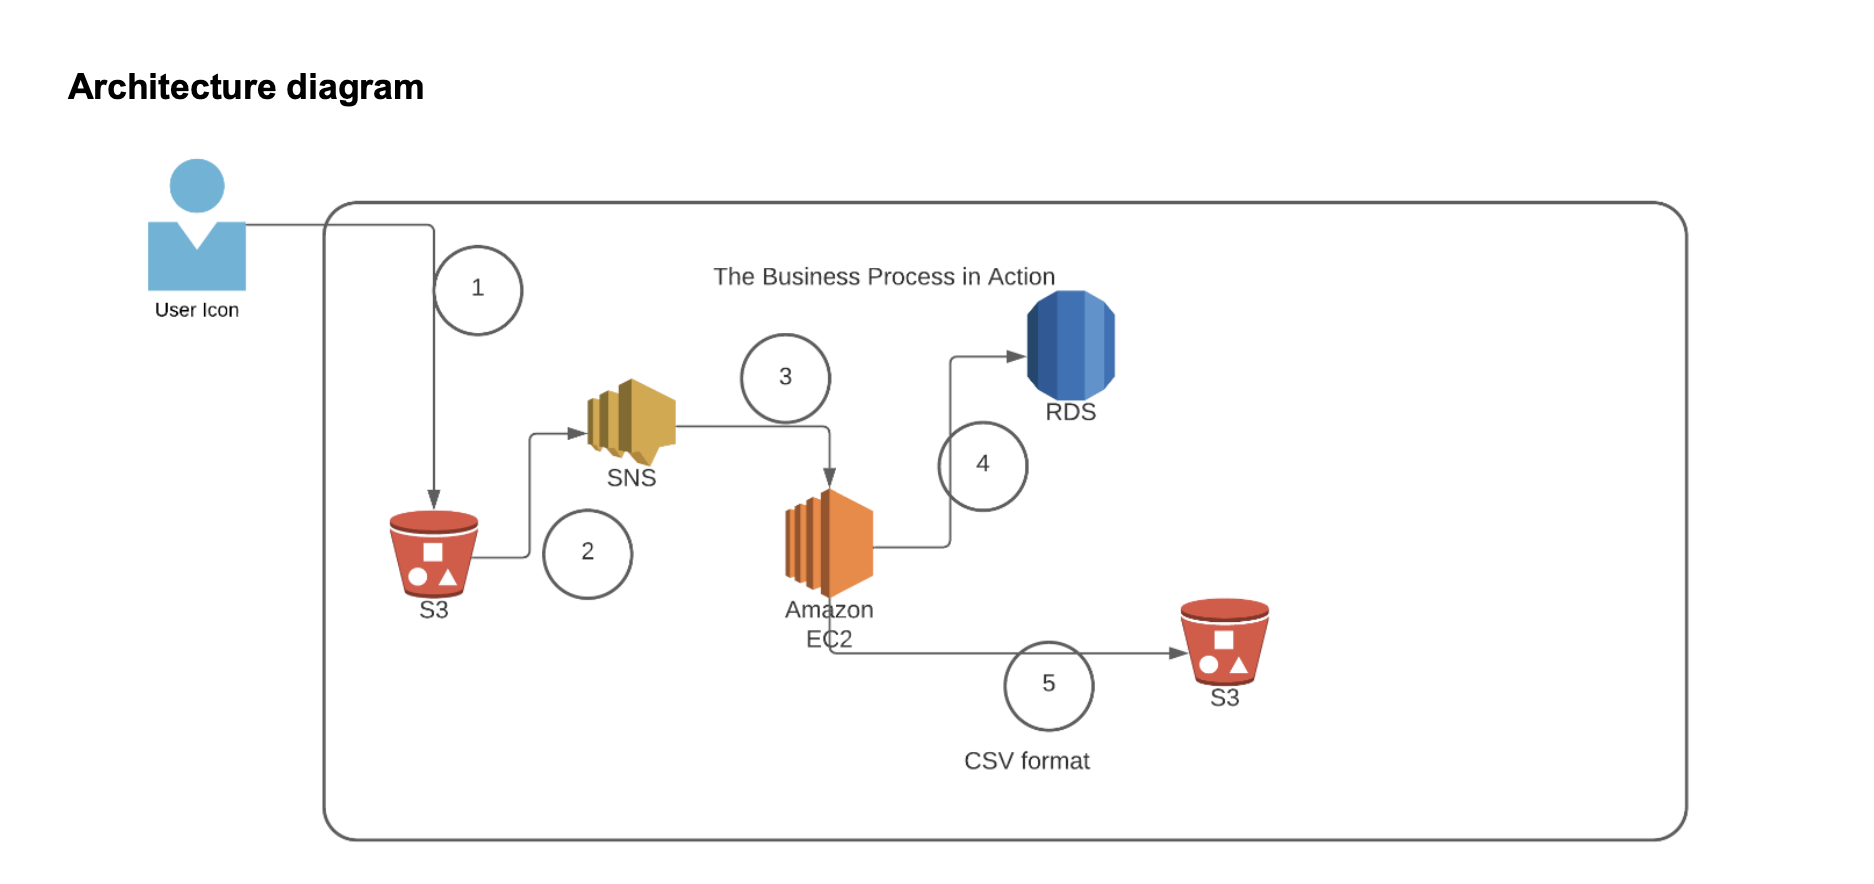 Architecture diagram
User Icon
1
The Business Process in Action
3
RDS
4
SNS
2
S3
Amazon
EC2
5
S3
CSV format